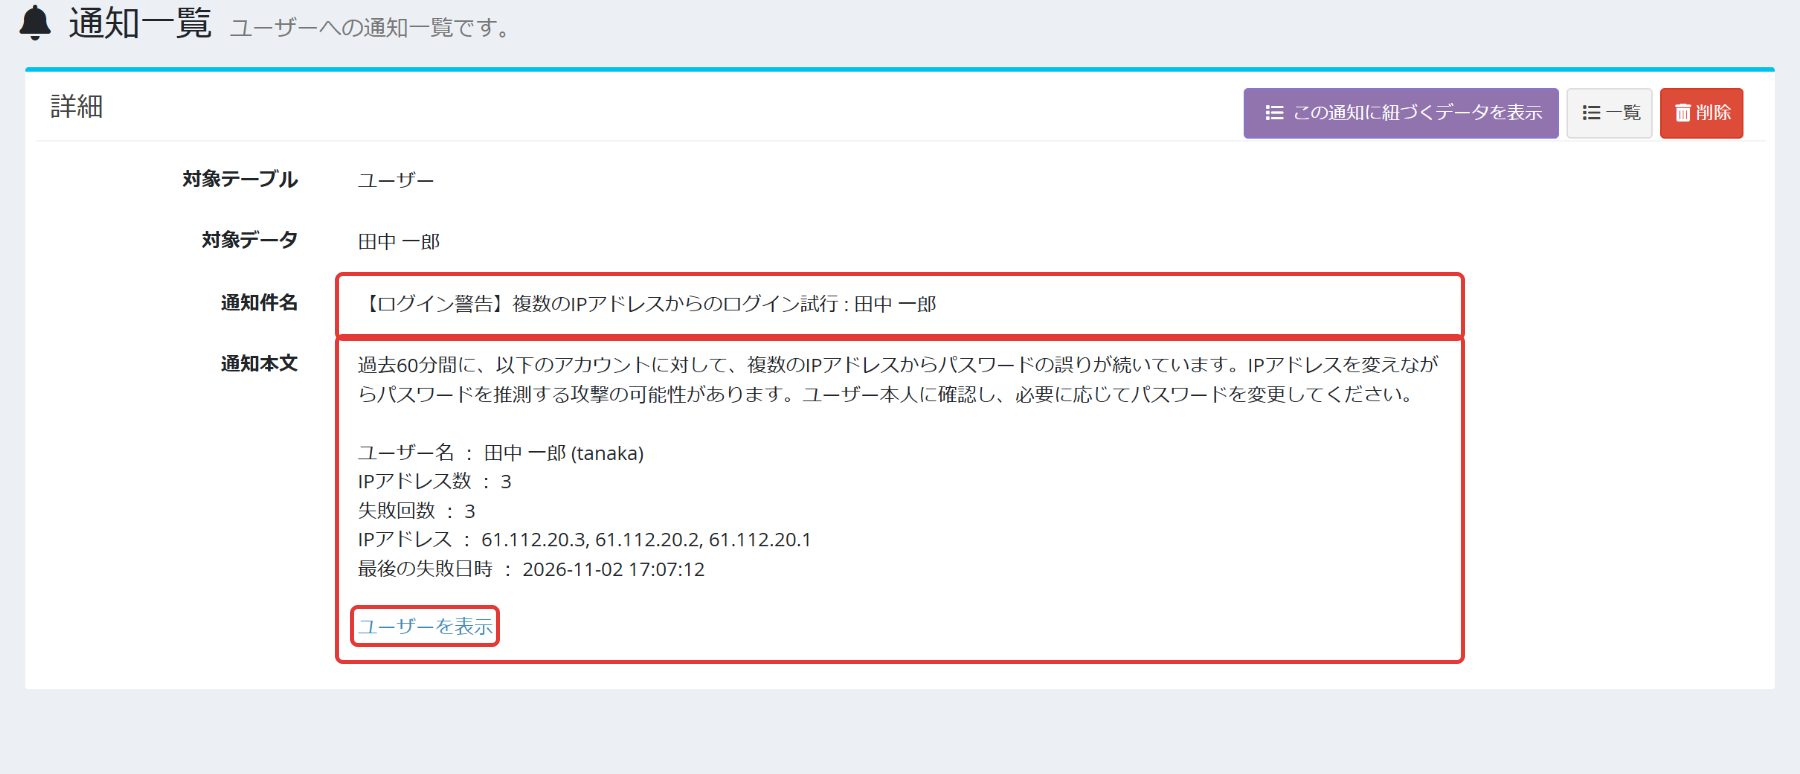 通知一覧 ユーザーへの通知一覧です。
詳細
この通知に紐づくデータを表示
一覧
削除
対象テーブル ユーザー
対象データ 田中 一郎
通知件名 【ログイン警告】複数のIPアドレスからのログイン試行 : 田中 一郎
通知本文 過去60分間に、以下のアカウントに対して、複数のIPアドレスからパスワードの誤りが続いています。IPアドレスを変えなが
らパスワードを推測する攻撃の可能性があります。ユーザー本人に確認し、必要に応じてパスワードを変更してください。
ユーザー名 ： 田中 一郎 (tanaka)
IPアドレス数 ： 3
失敗回数 ： 3
IPアドレス ： 61.112.20.3, 61.112.20.2, 61.112.20.1
最後の失敗日時 ： 2026-11-02 17:07:12
ユーザーを表示